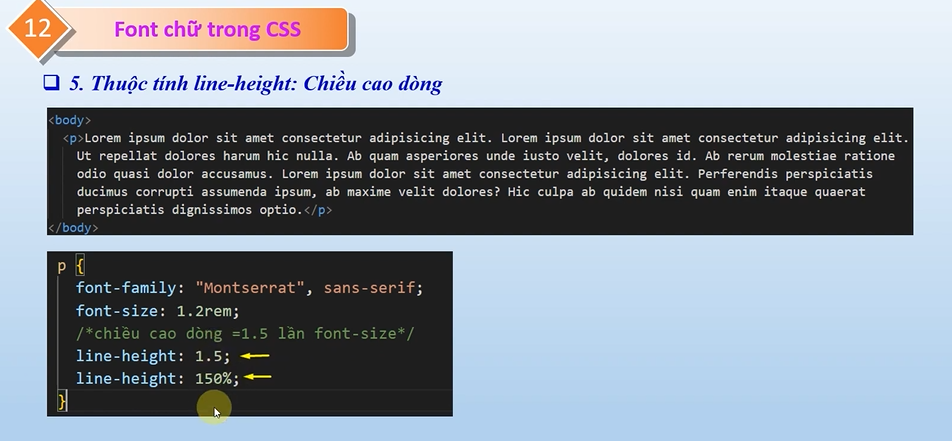 12
Font chữ trong CSS
5. Thuộc tính line-height: Chiều cao dòng
<body>
<p>Lorem ipsum dolor sit amet consectetur adipisicing elit. Lorem ipsum dolor sit amet consectetur adipisicing elit.
Ut repellat dolores harum hic nulla. Ab quam asperiores unde iusto velit, dolores id. Ab rerum molestiae ratione
odio quasi dolor accusamus. Lorem ipsum dolor sit amet consectetur adipisicing elit. Perferendis perspiciatis
ducimus corrupti assumenda ipsum, ab maxime velit dolores? Hic culpa ab quidem nisi quam enim itaque quaerat
perspiciatis dignissimos optio.</p>
</body>
p {
font-family: "Montserrat", sans-serif;
font-size: 1.2rem;
/*chiều cao dòng =1.5 lần font-size*/
line-height: 1.5;
line-height: 150%;
}